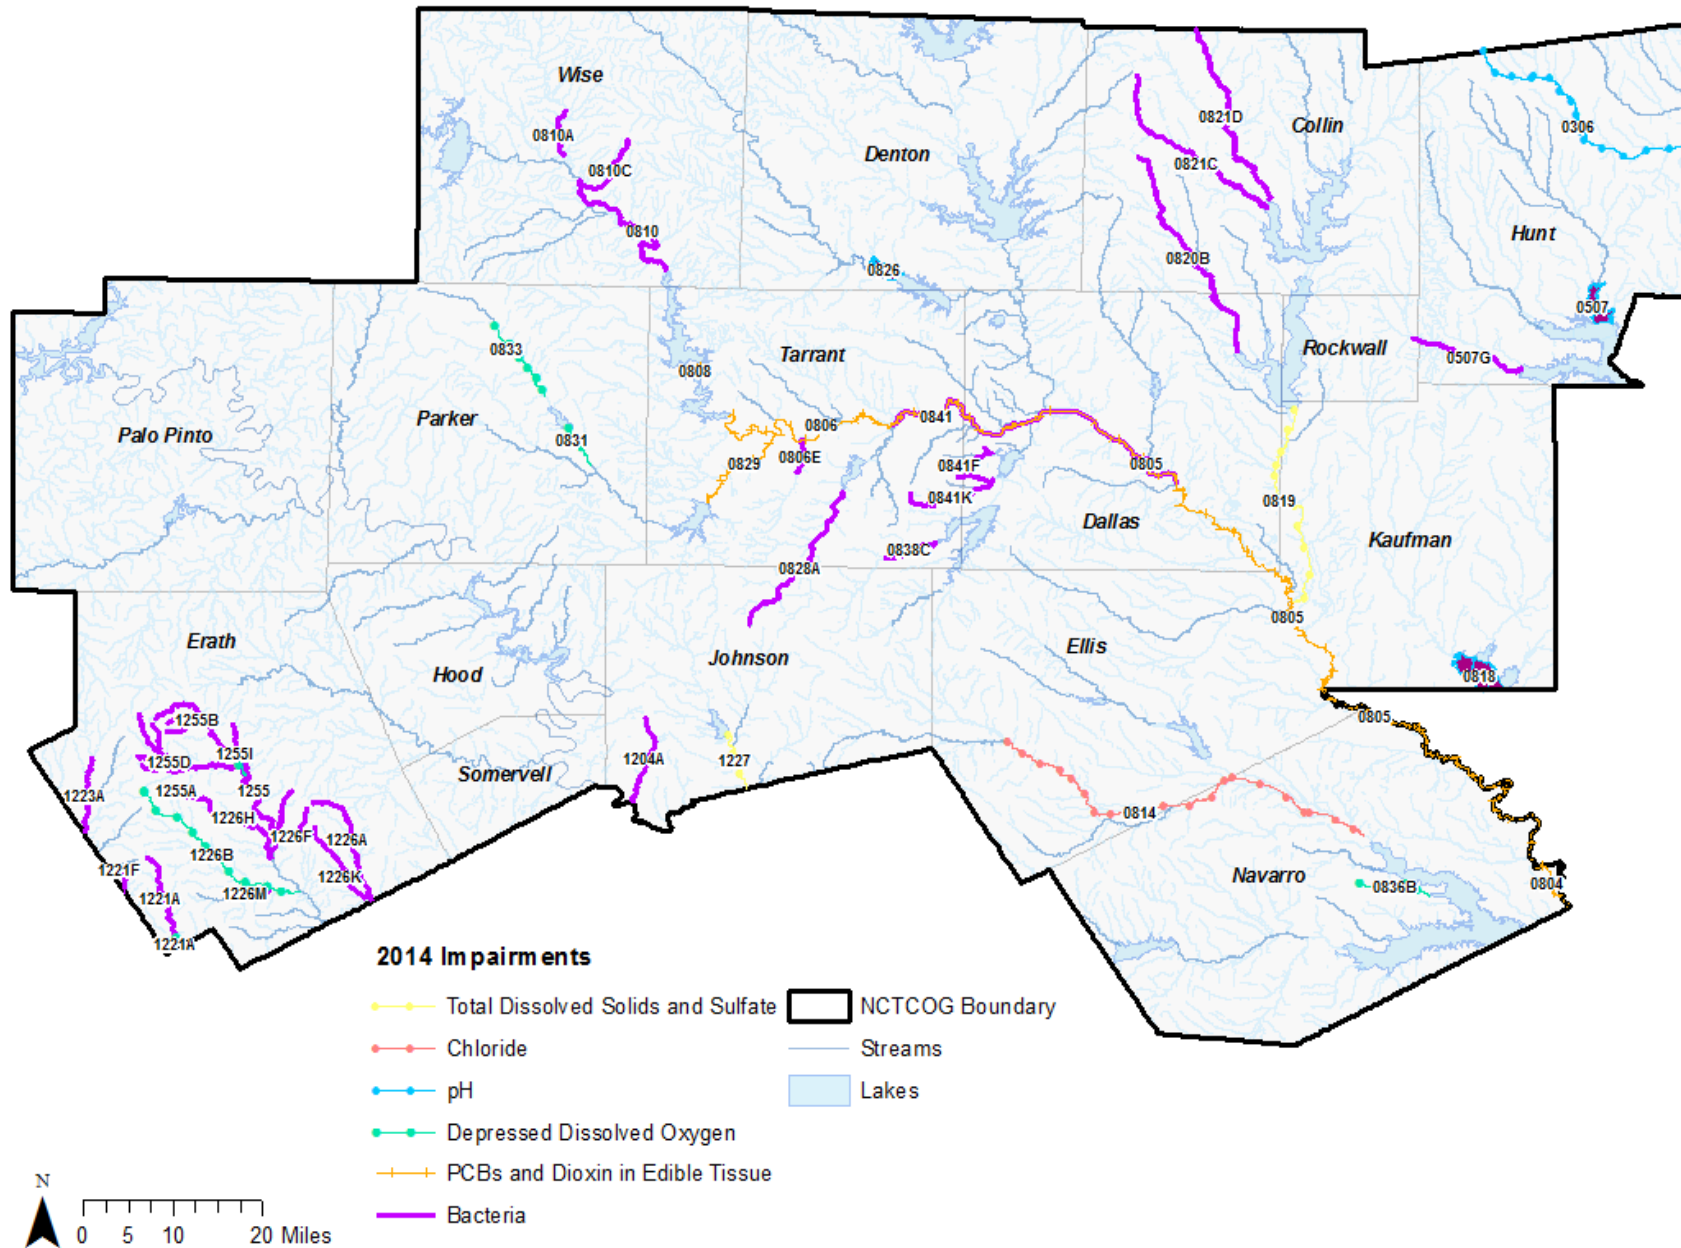 Wise
0810A
0810C
0810
Denton
0826
0821D
Collin
0821C
0820B
0306
Hunt
0507
0507G
Rockwall
0833
Parker
0831
Palo Pinto
Tarrant
0808
0806
0841
0829
0806E
0841F
0841K
0838C
0828A
0805
0819
Dallas
Kaufman
0805
0818
Ellis
0805
Erath
Hood
Johnson
Somervell
1204A
1227
1255B
1255I
1255D
1255A
1255
1223A
1226H
1226F
1226A
1226B
1226K
1226M
1221F
1221A
1221A
0814
Navarro
0836B
0804
2014 Impairments
Total Dissolved Solids and Sulfate
Chloride
pH
Depressed Dissolved Oxygen
PCBs and Dioxin in Edible Tissue
Bacteria
NCTCOG Boundary
Streams
Lakes
N
0 5 10 20 Miles